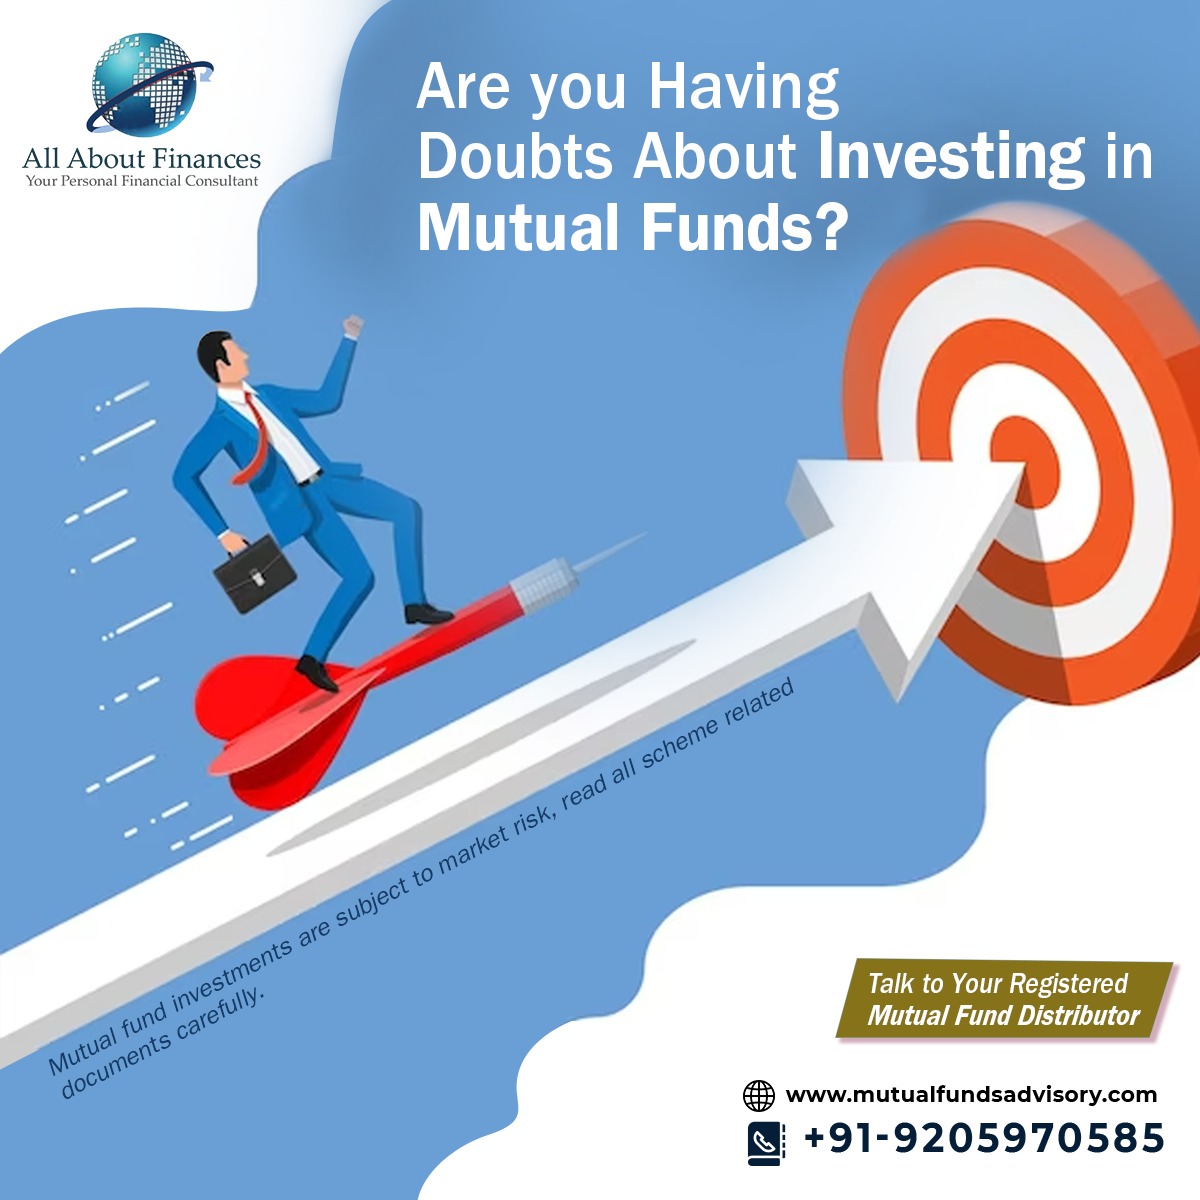 All About Finances
Your Personal Financial Consultant
Are you Having
Doubts About Investing in
Mutual Funds?
Mutual fund investments are subject to market risk, read all scheme related
documents carefully.
Talk to Your Registered
Mutual Fund Distributor
www.mutualfundsadvisory.com
+91-9205970585